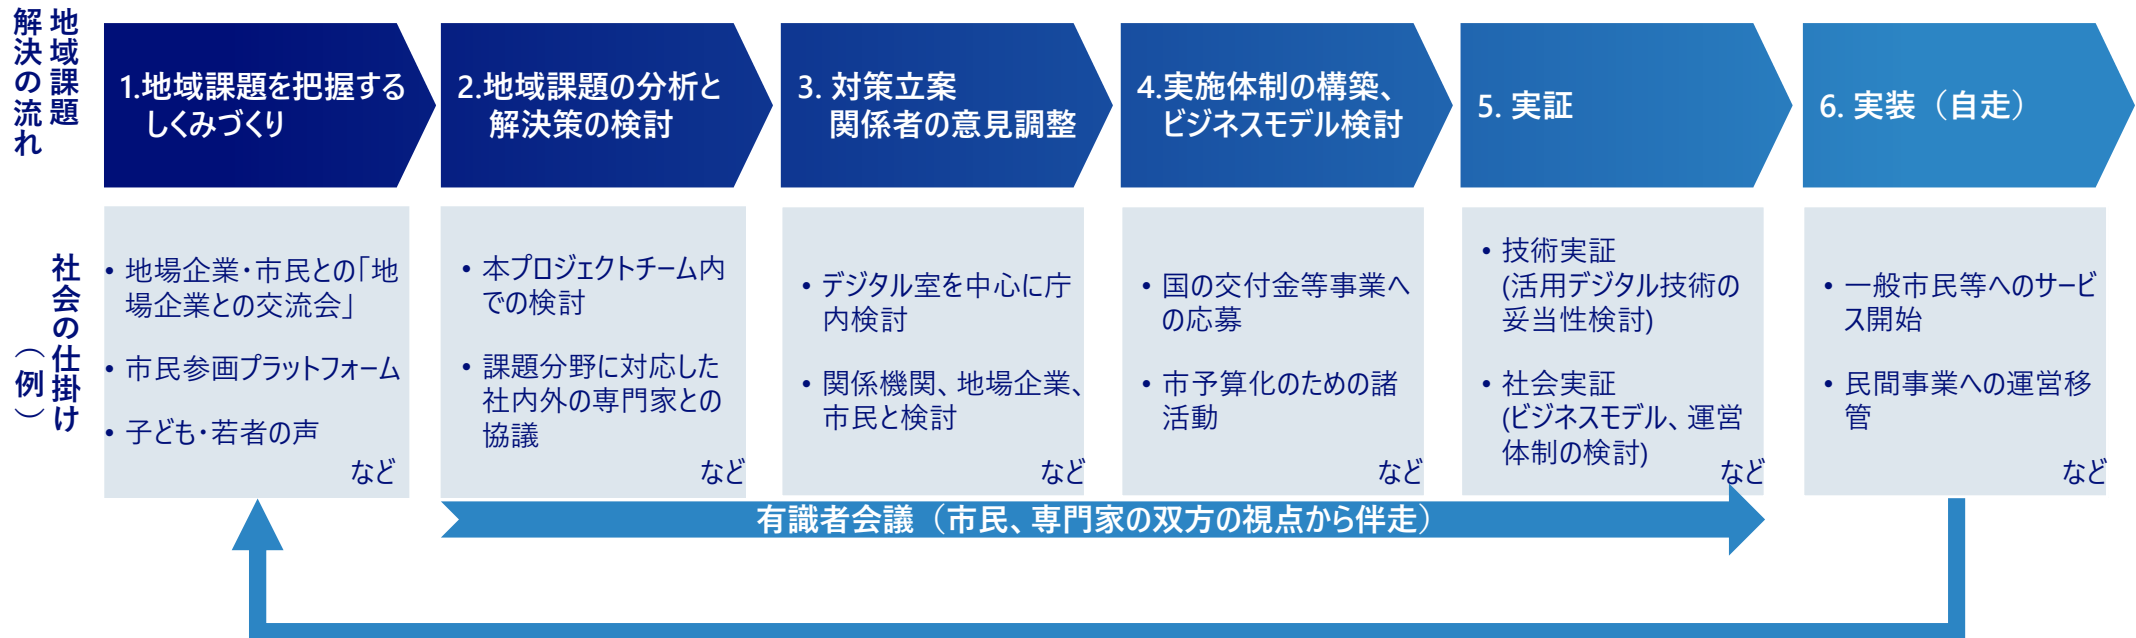 地域課題
解決の流れ
1.地域課題を把握する
しくみづくり
2.地域課題の分析と
解決策の検討
3. 対策立案
関係者の意見調整
4.実施体制の構築、
ビジネスモデル検討
5. 実証
6. 実装（自走）
社会の仕掛け
（例）
• 地場企業・市民との「地
場企業との交流会」
• 市民参画プラットフォーム
• 子ども・若者の声
など
• 本プロジェクトチーム内
での検討
• 課題分野に対応した
社内外の専門家との
協議
など
• デジタル室を中心に庁
内検討
• 関係機関、地場企業、
市民と検討
など
• 国の交付金等事業へ
の応募
• 市予算化のための諸
活動
など
• 技術実証
(活用デジタル技術の
妥当性検討)
• 社会実証
(ビジネスモデル、運営
体制の検討)
など
• 一般市民等へのサービ
ス開始
• 民間事業への運営移
管
など
有識者会議（市民、専門家の双方の視点から伴走）